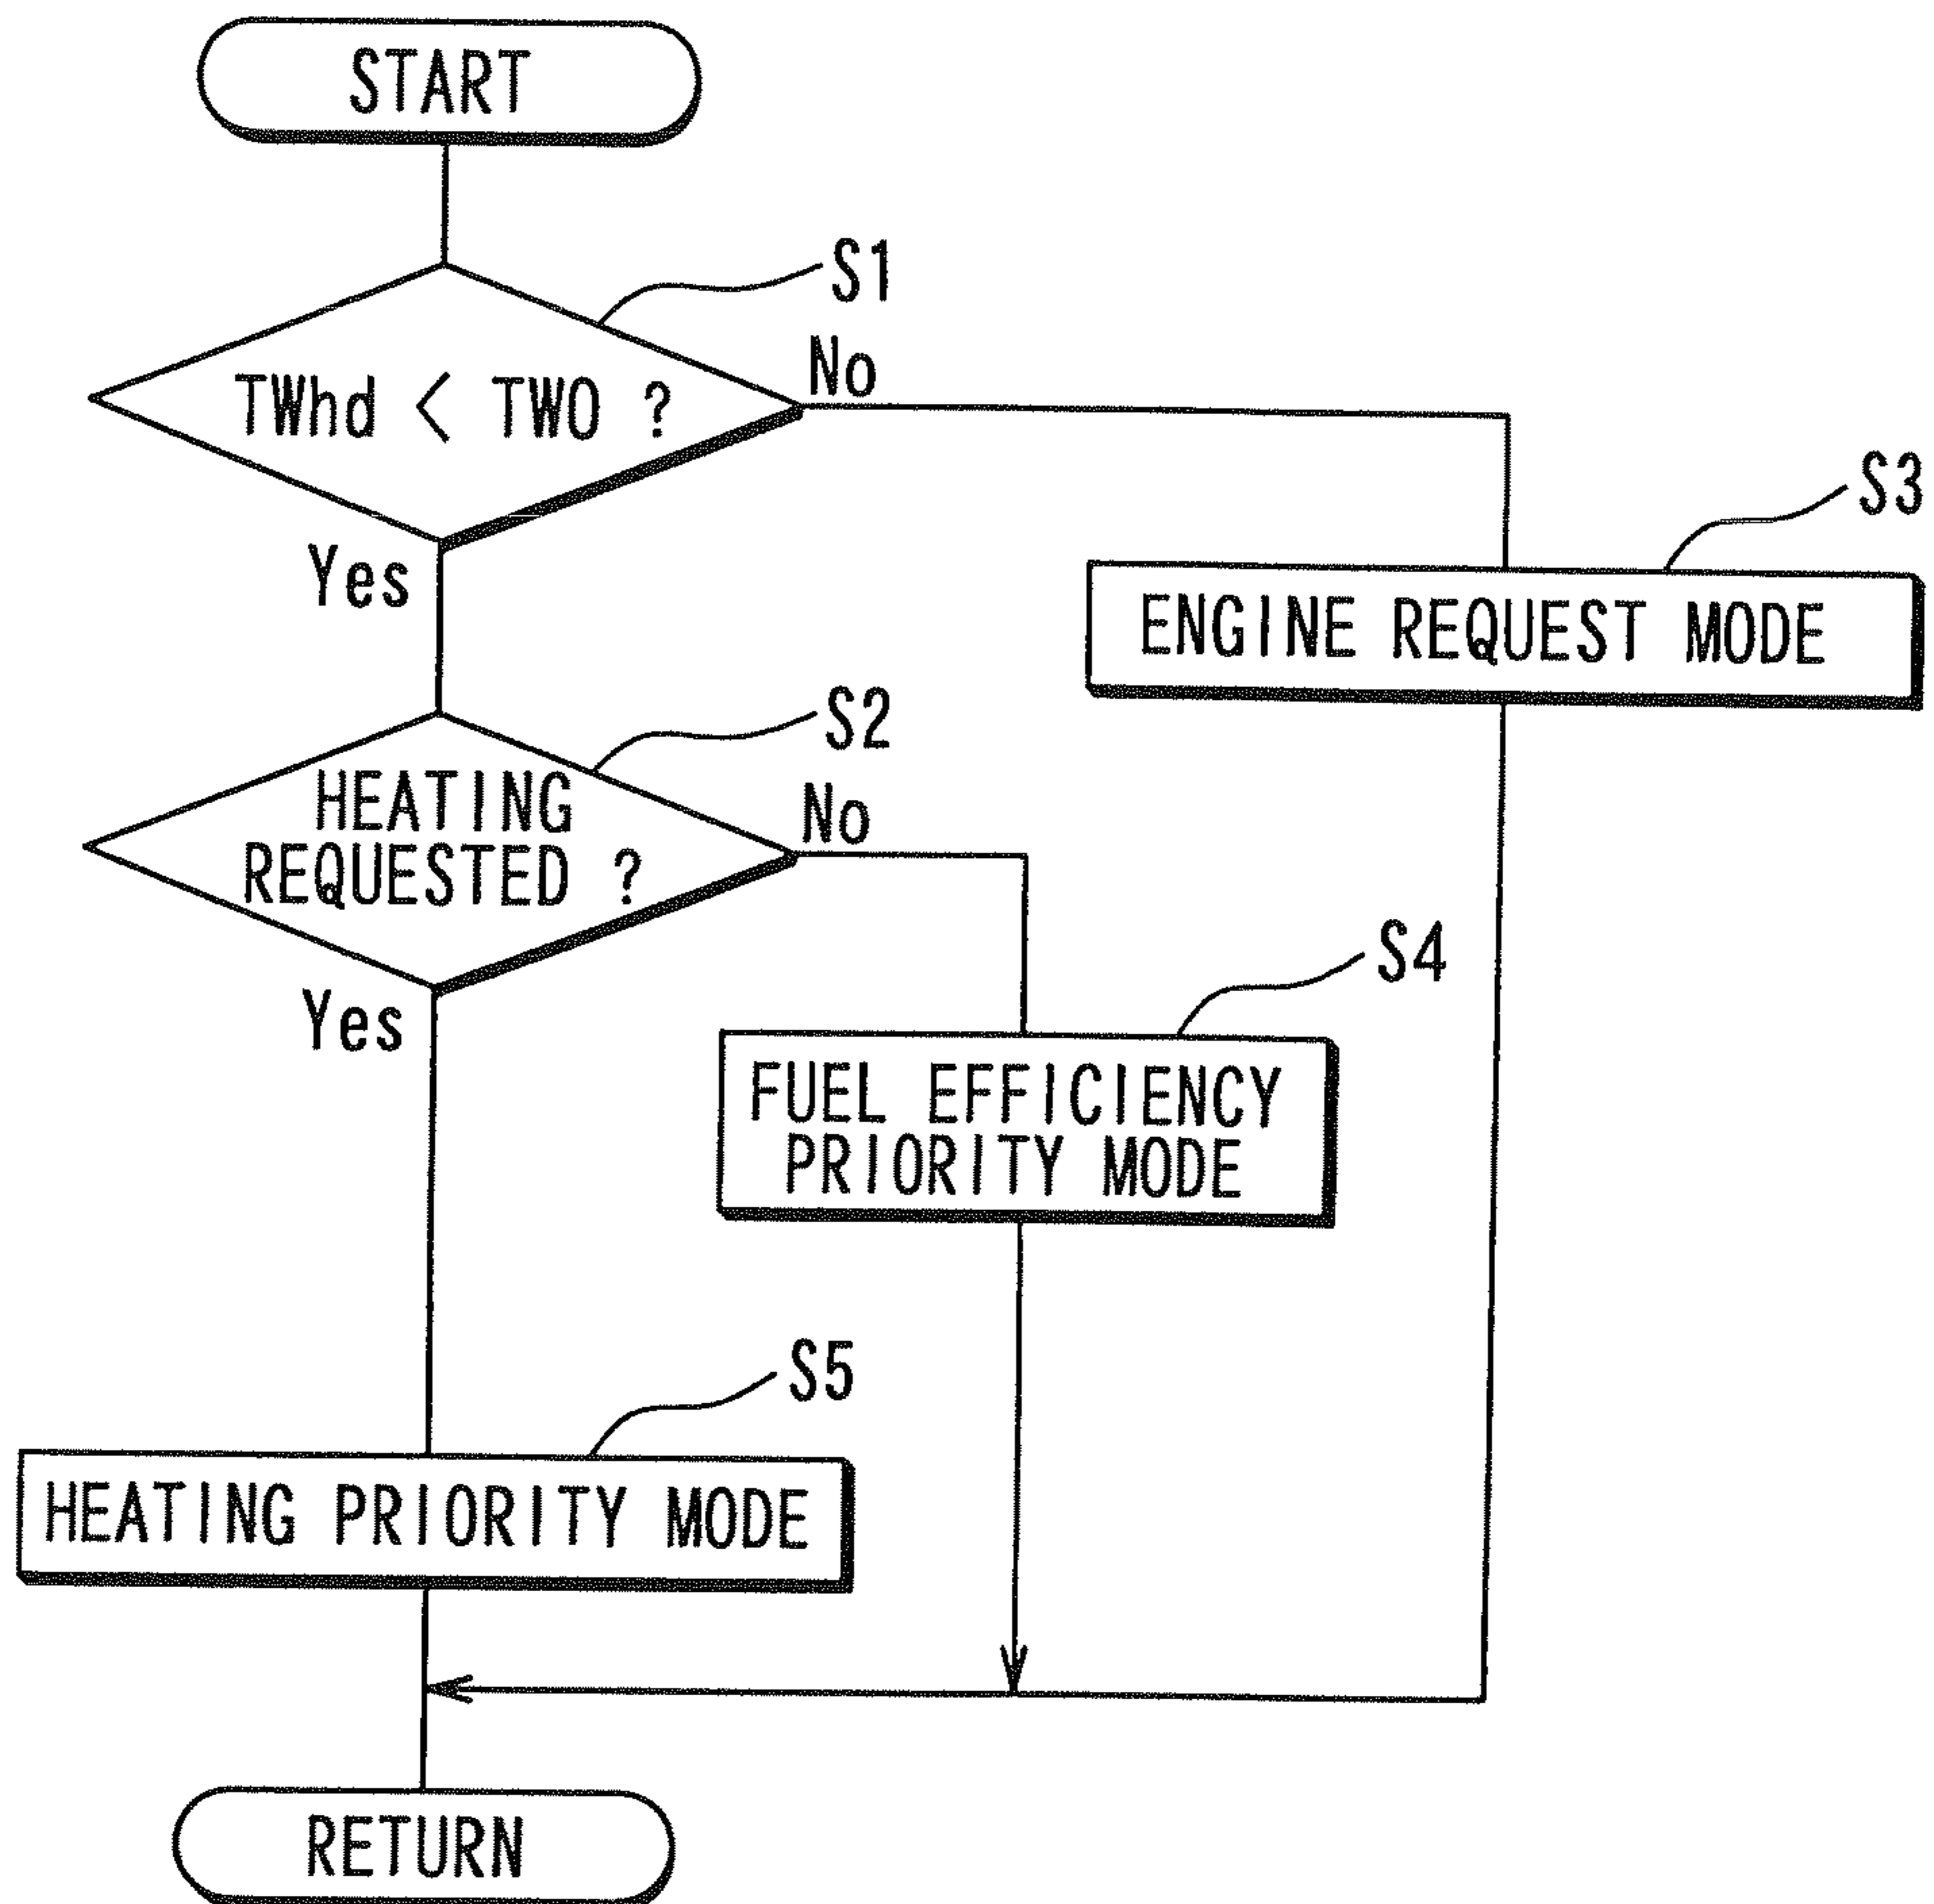 START
S1
TWhd < TWO ?
No
Yes
S3
ENGINE REQUEST MODE
S2
HEATING
REQUESTED ?
No
Yes
S4
FUEL EFFICIENCY
PRIORITY MODE
S5
HEATING PRIORITY MODE
RETURN